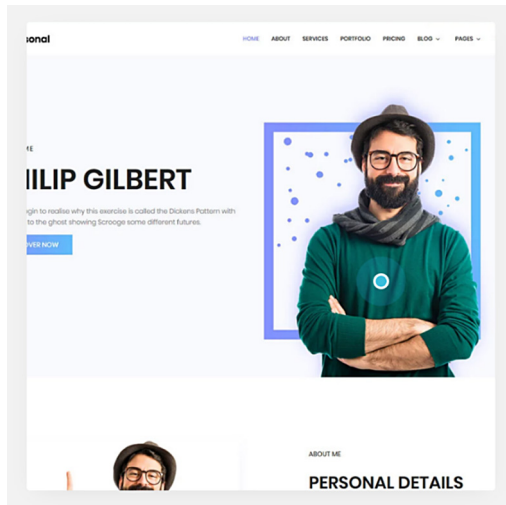 sonal
HOME ABOUT SERVICES PORTFOLIO PRICING BLOG PAGES
ME
ILIP GILBERT
gin to realise why this exercise is called the Dickens Pattern with
to the ghost showing Scrooge some different futures.
OVER NOW
ABOUT ME
PERSONAL DETAILS